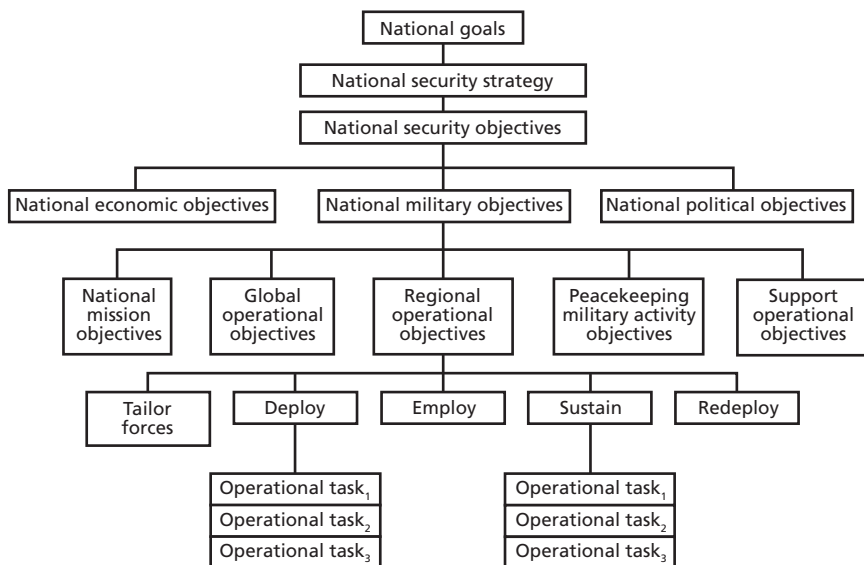 National goals
National security strategy
National security objectives
National economic objectives
National military objectives
National political objectives
National
mission
objectives
Global
operational
objectives
Regional
operational
objectives
Peacekeeping
military activity
objectives
Support
operational
objectives
Tailor
forces
Deploy
Employ
Sustain
Redeploy
Operational task₁
Operational task₂
Operational task₃
Operational task₁
Operational task₂
Operational task₃